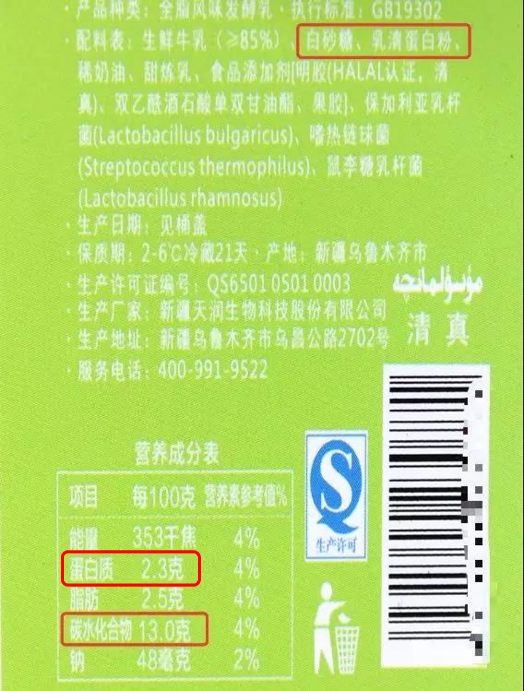 ·产品种类：全脂风味发酵乳·执行标准：GB19302
·配料表：生鲜牛乳（≥85%）、白砂糖、乳清蛋白粉、
稀奶油、甜炼乳、食品添加剂[明胶(HALAL认证，清
真)、双乙酰酒石酸单双甘油酯、果胶]、保加利亚乳杆
菌(Lactobacillus bulgaricus)、嗜热链球菌
(Streptococcus thermophilus)、鼠李糖乳杆菌
(Lactobacillus rhamnosus)
·生产日期：见桶盖
·保质期：2-6℃冷藏21天·产地：新疆乌鲁木齐市
·生产许可证编号：QS6501 0501 0003
·生产厂家：新疆天润生物科技股份有限公司
·生产地址：新疆乌鲁木齐市乌昌公路2702号
·服务电话：400-991-9522
مۇسۇلمانچە
清真
营养成分表
项目 每100克 营养素参考值%
能量 353千焦 4%
蛋白质 2.3克 4%
脂肪 2.5克 4%
碳水化合物 13.0克 4%
钠 48毫克 2%
生产许可